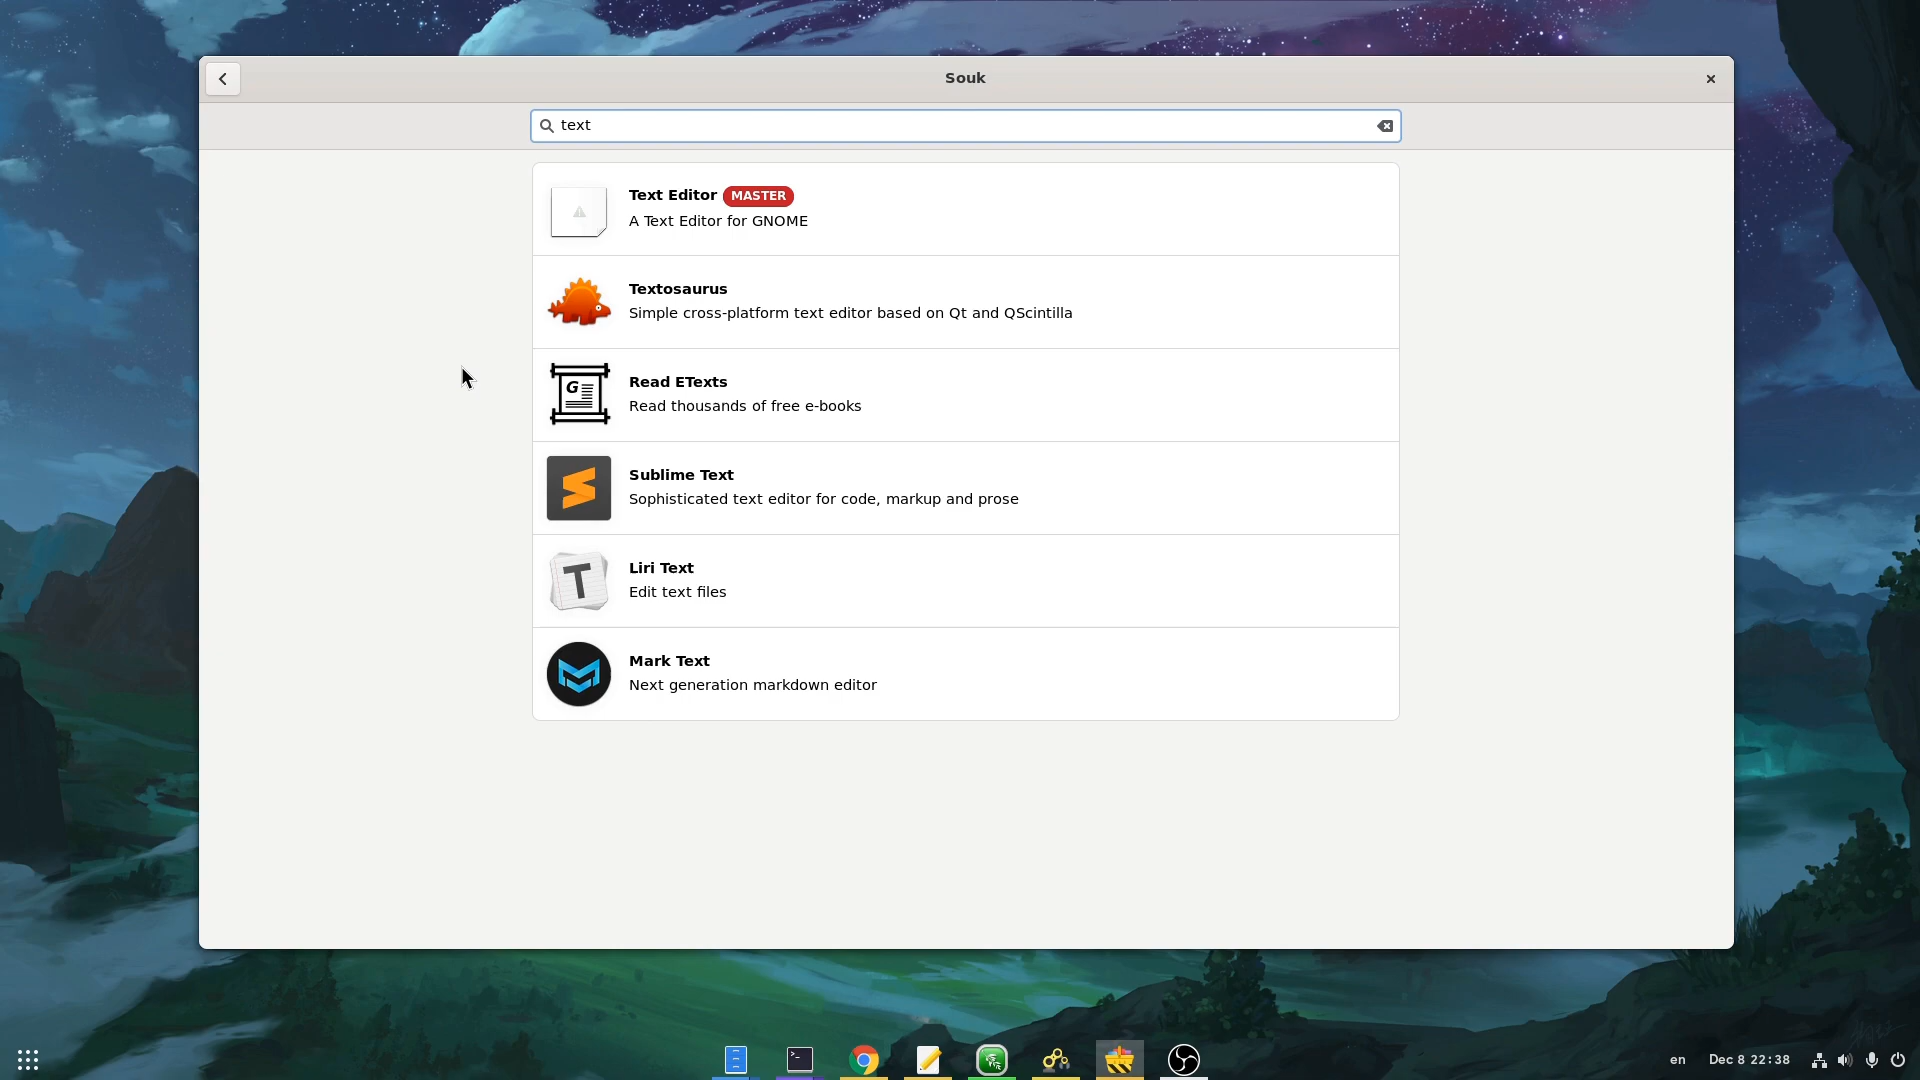 Souk
text
Text Editor MASTER
A Text Editor for GNOME
Textosaurus
Simple cross-platform text editor based on Qt and QScintilla
Read ETexts
Read thousands of free e-books
Sublime Text
Sophisticated text editor for code, markup and prose
Liri Text
Edit text files
Mark Text
Next generation markdown editor
en Dec 8 22:38